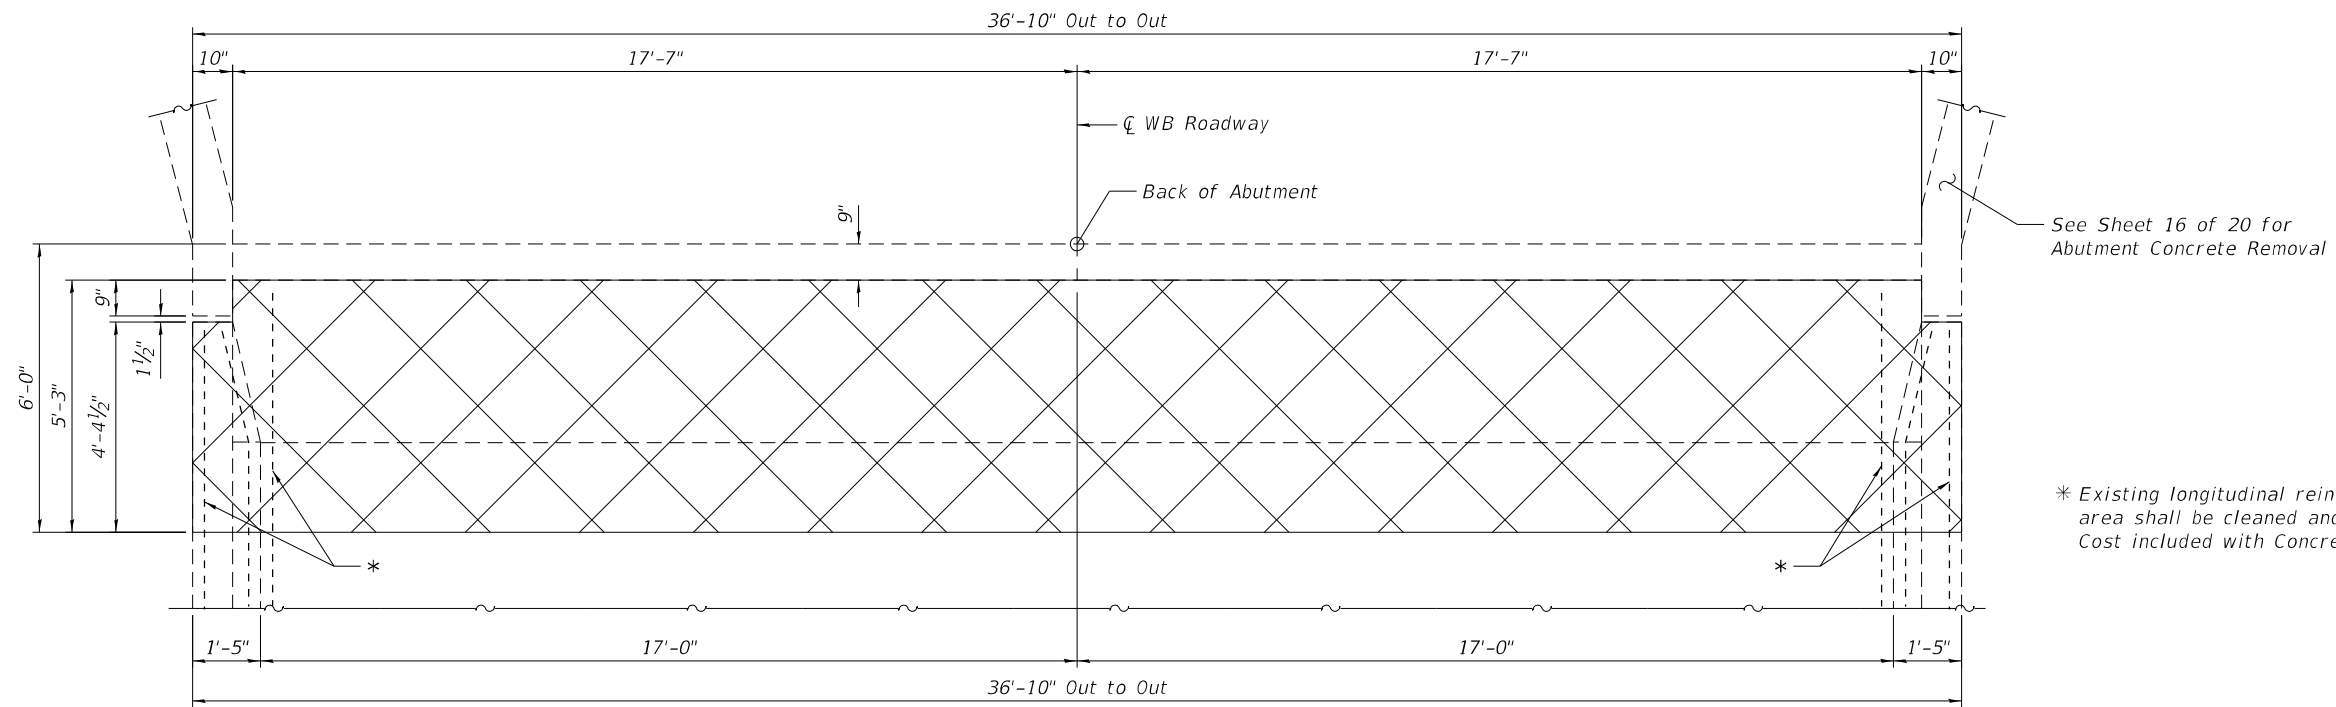 36'-10" Out to Out
10"
17'-7"
17'-7"
10"
℄ WB Roadway
Back of Abutment
9"
See Sheet 16 of 20 for
Abutment Concrete Removal
6'-0"
5'-3"
4'-4½"
9"
1½"
* Existing longitudinal
area shall be cleaned
Cost included with
*
*
1'-5"
17'-0"
17'-0"
1'-5"
36'-10" Out to Out